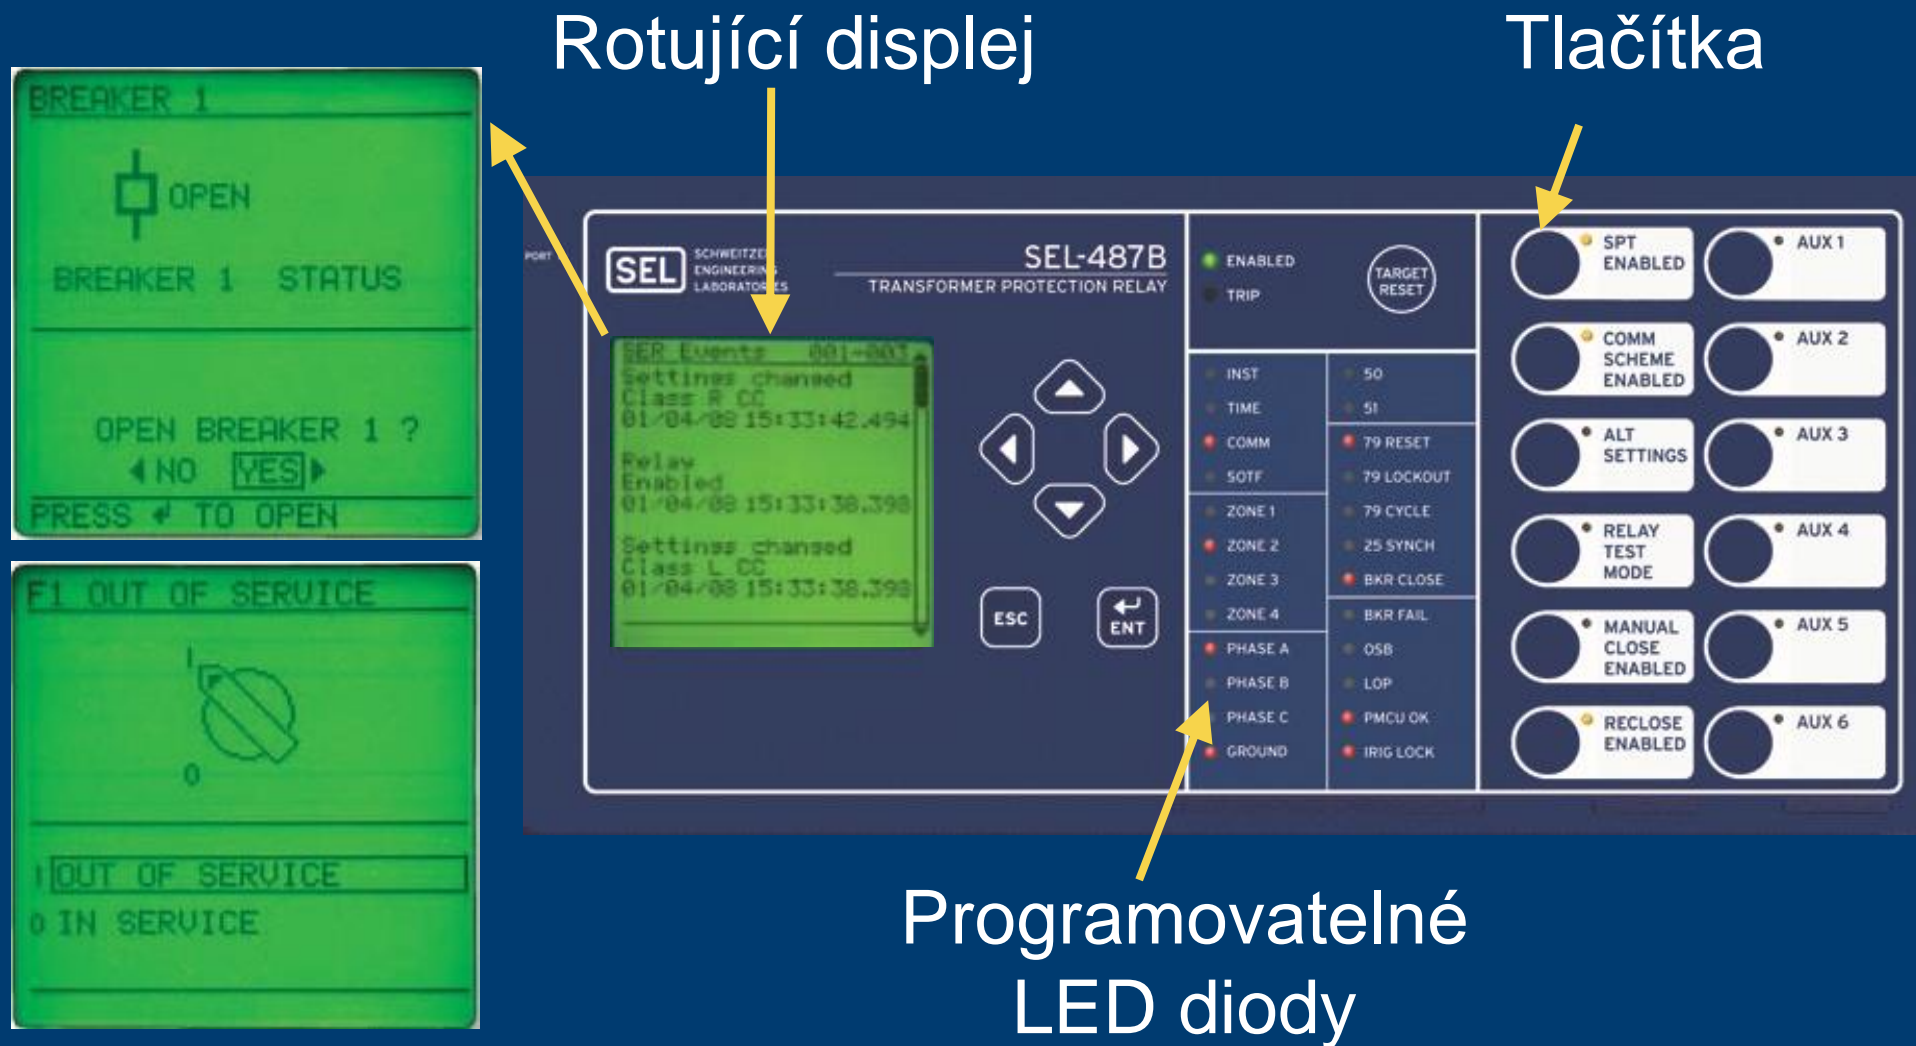 Rotující displej
Tlačítka
BREAKER 1
OPEN
BREAKER 1 STATUS
OPEN BREAKER 1 ?
NO YES
PRESS ↵ TO OPEN
F1 OUT OF SERVICE
I
0
I OUT OF SERVICE
0 IN SERVICE
PORT
SEL
SCHWEITZER
ENGINEERING
LABORATORIES
SEL-487B
TRANSFORMER PROTECTION RELAY
SER Events 001-003
Settings changed
Class R CC
01/04/08 15:33:42.494
Relay
Enabled
01/04/08 15:33:38.398
Settings changed
Class L CC
01/04/08 15:33:38.398
ESC
ENT
ENABLED
TRIP
TARGET
RESET
INST
TIME
COMM
SOTF
ZONE 1
ZONE 2
ZONE 3
ZONE 4
PHASE A
PHASE B
PHASE C
GROUND
50
51
79 RESET
79 LOCKOUT
79 CYCLE
25 SYNCH
BKR CLOSE
BKR FAIL
OSB
LOP
PMCU OK
IRIG LOCK
SPT
ENABLED
COMM
SCHEME
ENABLED
ALT
SETTINGS
RELAY
TEST
MODE
MANUAL
CLOSE
ENABLED
RECLOSE
ENABLED
AUX 1
AUX 2
AUX 3
AUX 4
AUX 5
AUX 6
Programovatelné
LED diody